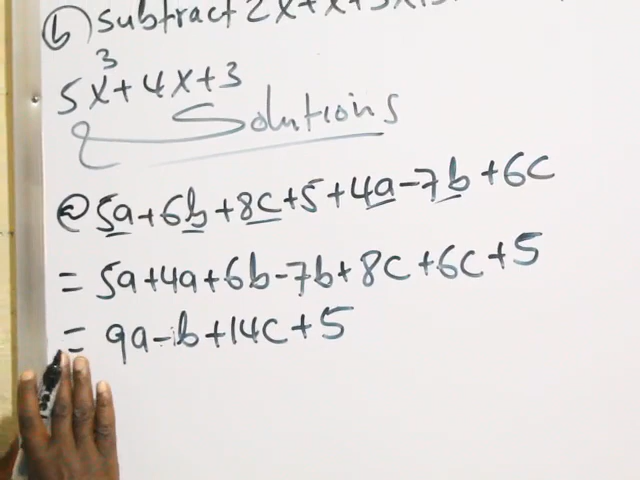 (b) subtract
5x³+4x+3
Solutions
(a) 5a+6b+8c+5+4a-7b+6c
= 5a+4a+6b-7b+8c+6c+5
= 9a-b+14c+5